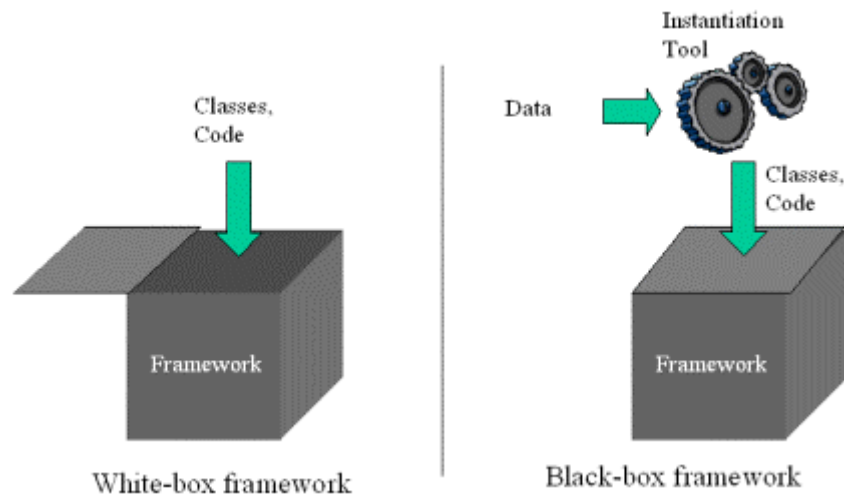 Classes,
Code
Framework
White-box framework
Instantiation
Tool
Data
Classes,
Code
Framework
Black-box framework